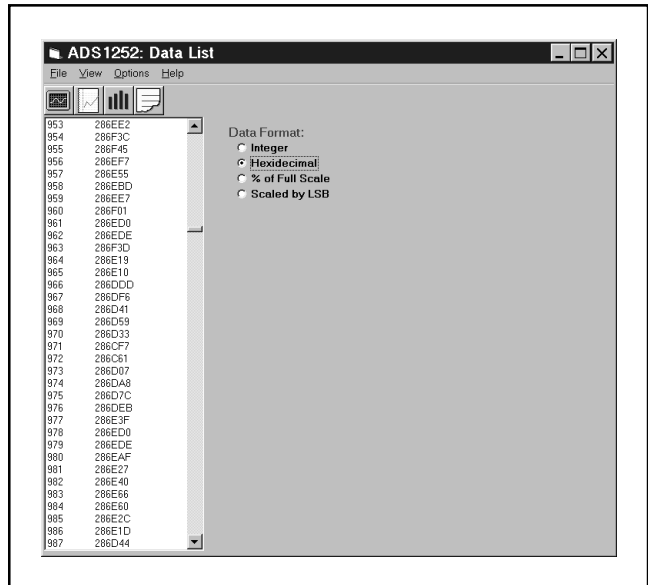 ADS1252: Data List
File View Options Help
953 286EE2
954 286F3C
955 286F45
956 286EF7
957 286E55
958 286EBD
959 286EE7
960 286F01
961 286ED0
962 286EDE
963 286F3D
964 286E19
965 286E10
966 286DDD
967 286DF6
968 286D41
969 286D59
970 286D33
971 286CF7
972 286C61
973 286D07
974 286DA8
975 286D7C
976 286DEB
977 286E3F
978 286ED0
979 286EDE
980 286EAF
981 286E27
982 286E40
983 286E66
984 286E60
985 286E2C
986 286E1D
987 286D44
Data Format:
Integer
Hexidecimal
% of Full Scale
Scaled by LSB